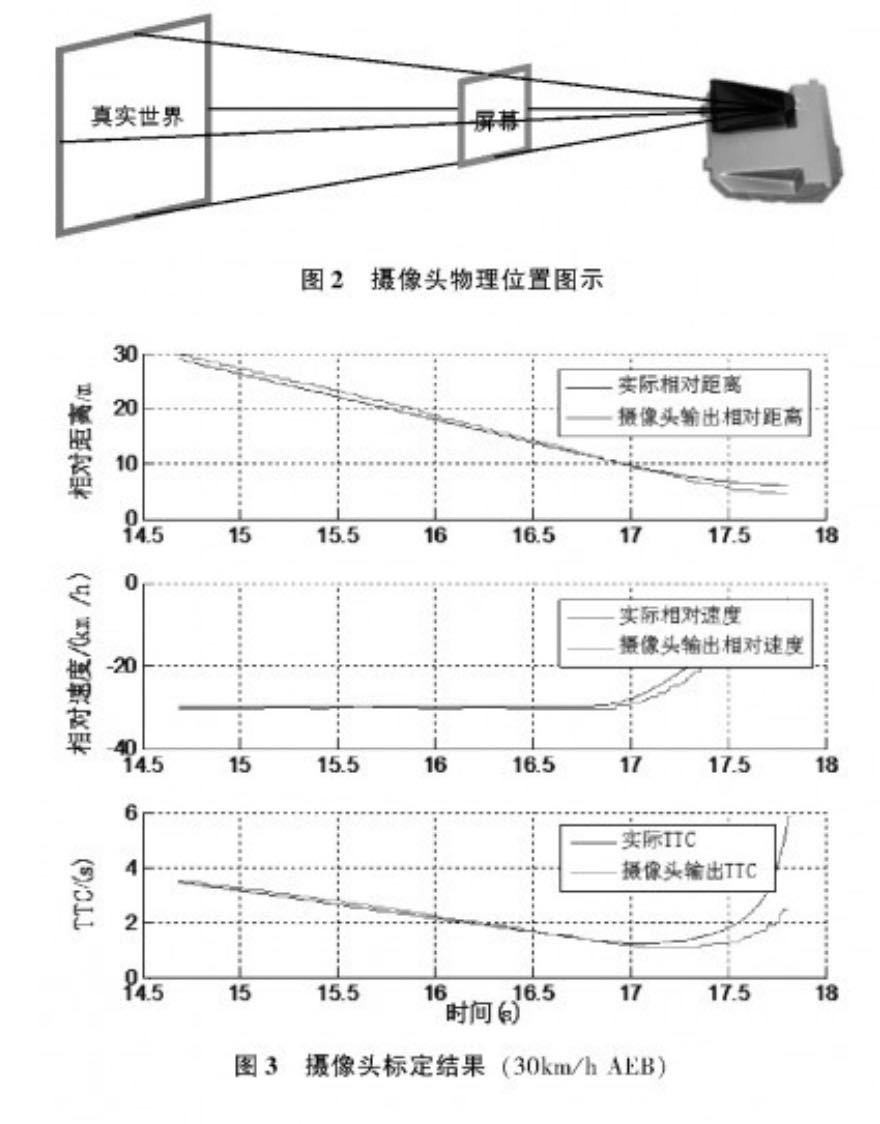 真实世界
屏幕
图 2 摄像头物理位置图示
30
20
10
0
相对距离/m
实际相对距离
摄像头输出相对距离
14.5 15 15.5 16 16.5 17 17.5 18
0
-20
-40
相对速度/(km/h)
实际相对速度
摄像头输出相对速度
14.5 15 15.5 16 16.5 17 17.5 18
6
4
2
0
TTC/(s)
实际TTC
摄像头输出TTC
14.5 15 15.5 16 16.5 17 17.5 18
时间(s)
图 3 摄像头标定结果 (30km/h AEB)